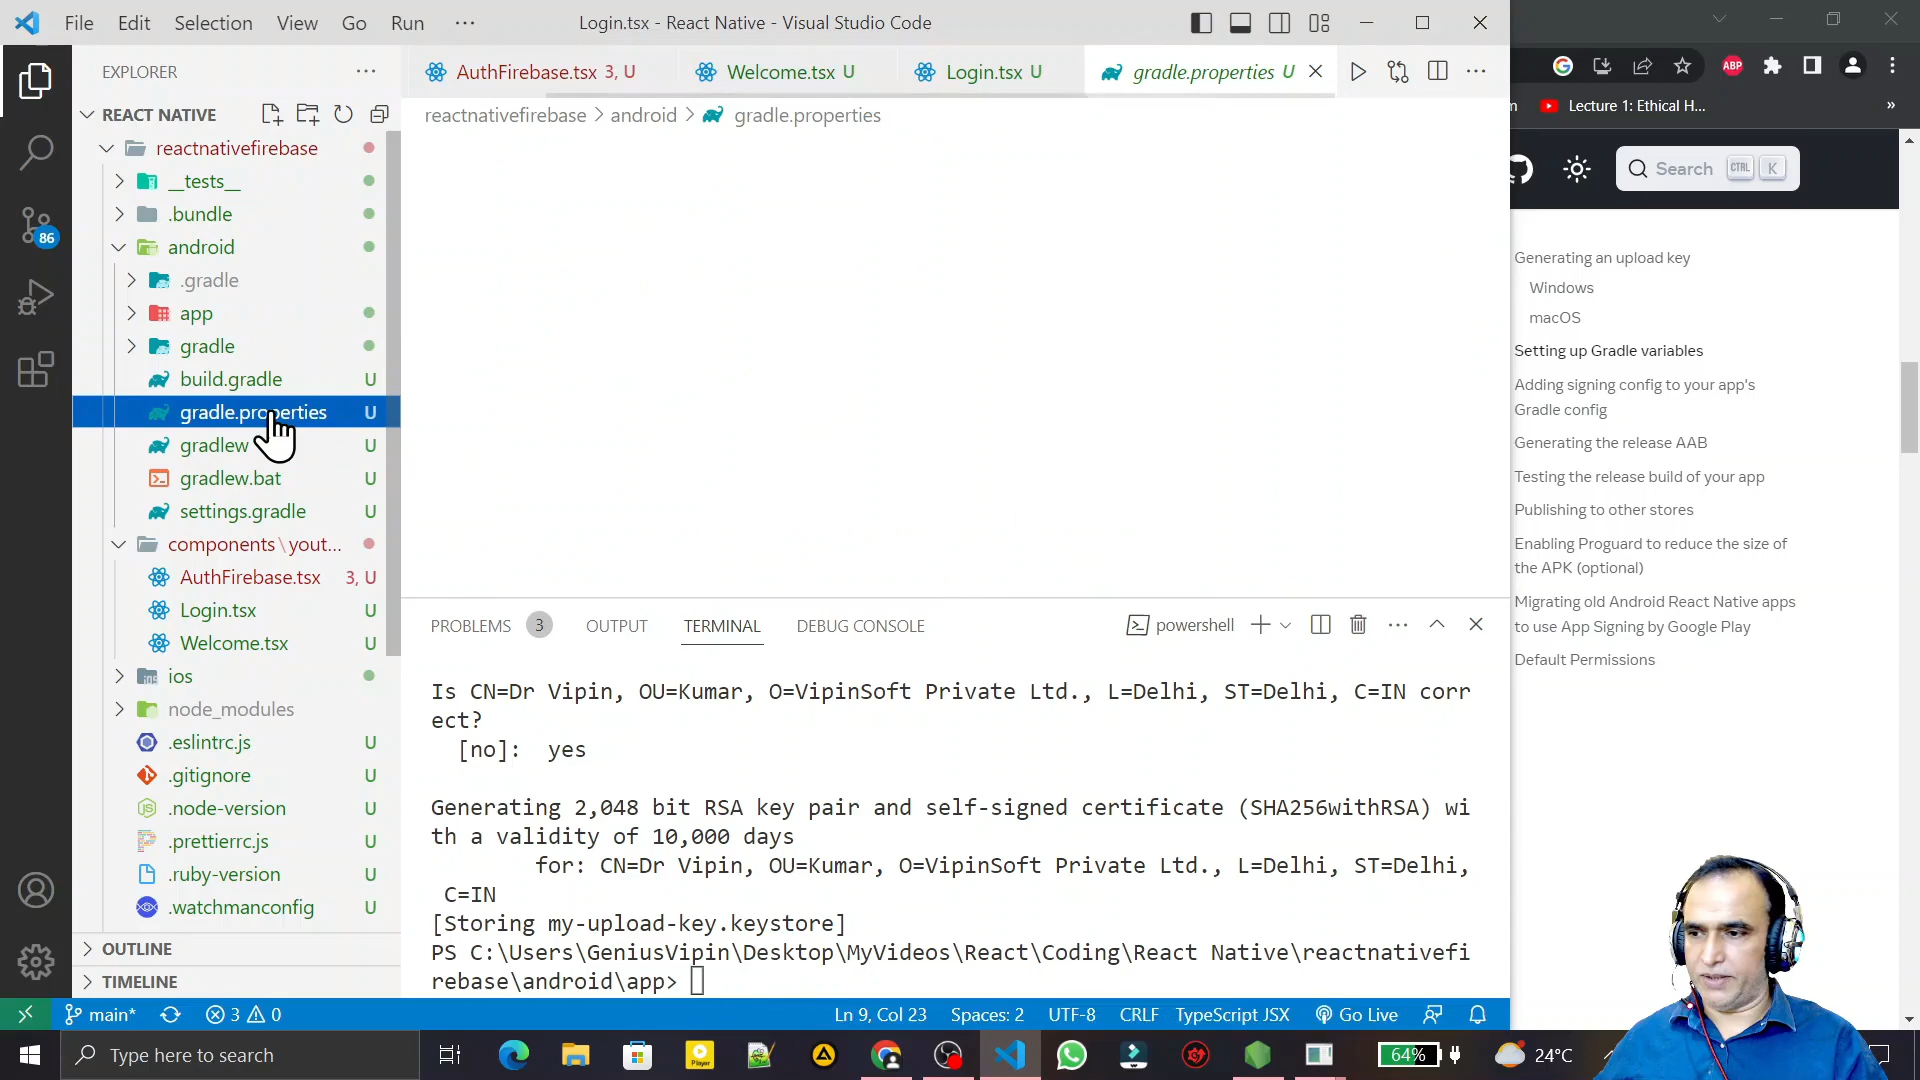 File Edit Selection View Go Run ··· Login.tsx - React Native - Visual Studio Code
EXPLORER ···
AuthFirebase.tsx 3, U Welcome.tsx U Login.tsx U gradle.properties U
ABP
Lecture 1: Ethical H... »
REACT NATIVE
reactnativefirebase > android > gradle.properties
reactnativefirebase
__tests__
.bundle
android
.gradle
app
gradle
build.gradle U
gradle.properties U
gradlew U
gradlew.bat U
settings.gradle U
components\yout...
AuthFirebase.tsx 3, U
Login.tsx U
Welcome.tsx U
ios
node_modules
.eslintrc.js U
.gitignore U
.node-version U
.prettierrc.js U
.ruby-version U
.watchmanconfig U
OUTLINE
TIMELINE
86
PROBLEMS 3 OUTPUT TERMINAL DEBUG CONSOLE powershell
Is CN=Dr Vipin, OU=Kumar, O=VipinSoft Private Ltd., L=Delhi, ST=Delhi, C=IN corr
ect?
[no]: yes
Generating 2,048 bit RSA key pair and self-signed certificate (SHA256withRSA) wi
th a validity of 10,000 days
for: CN=Dr Vipin, OU=Kumar, O=VipinSoft Private Ltd., L=Delhi, ST=Delhi,
C=IN
[Storing my-upload-key.keystore]
PS C:\Users\GeniusVipin\Desktop\MyVideos\React\Coding\React Native\reactnativefi
rebase\android\app>
Search CTRL K
Generating an upload key
Windows
macOS
Setting up Gradle variables
Adding signing config to your app's
Gradle config
Generating the release AAB
Testing the release build of your app
Publishing to other stores
Enabling Proguard to reduce the size of
the APK (optional)
Migrating old Android React Native apps
to use App Signing by Google Play
Default Permissions
main* 3 0 Ln 9, Col 23 Spaces: 2 UTF-8 CRLF TypeScript JSX Go Live
Type here to search Player 64% 24°C